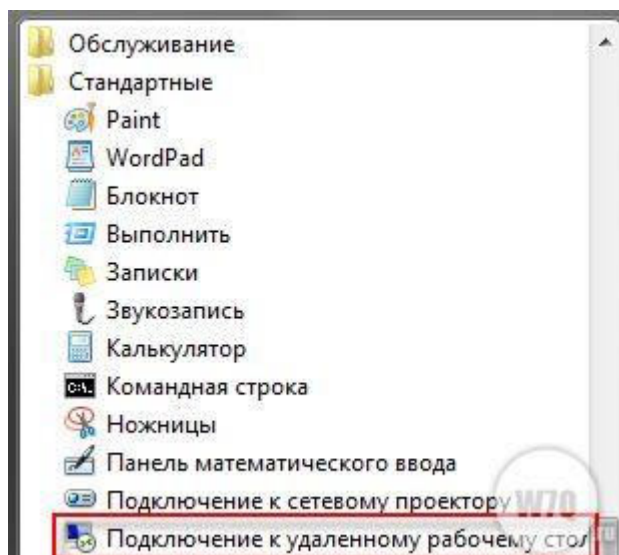 Обслуживание
Стандартные
Paint
WordPad
Блокнот
Выполнить
Записки
Звукозапись
Калькулятор
C:\.
Командная строка
Ножницы
Панель математического ввода
Подключение к сетевому проектору
W7Q
Подключение к удаленному рабочему стол